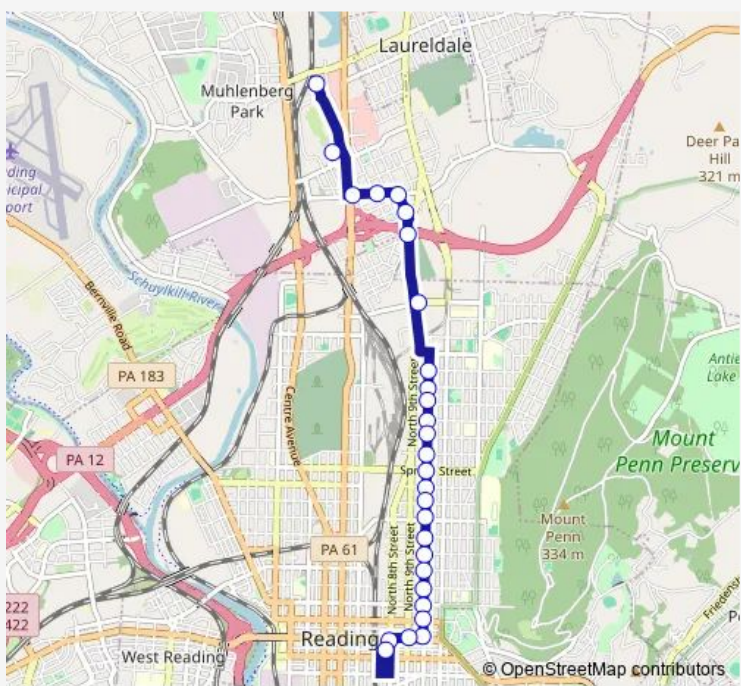 Laureldale
Muhlenberg
Park
Deer Pa
Hill
321 m
ding
nicipal
port
Schuylkill River
Bernville Road
PA 183
Antie
Lake
North 9th Street
Centre Avenue
Mount
Penn Preserv
PA 12
Street
Mount
Penn
334 m
PA 61
North 8th Street
North 9th Street
222
422
Reading
West Reading
Friedens
© OpenStreetMap contributors